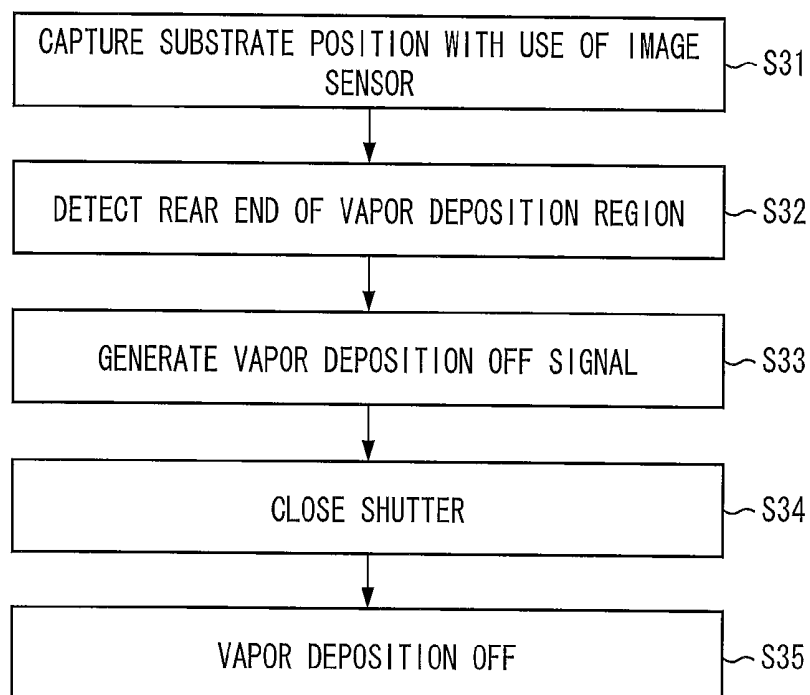 CAPTURE SUBSTRATE POSITION WITH USE OF IMAGE
SENSOR
S31
DETECT REAR END OF VAPOR DEPOSITION REGION
S32
GENERATE VAPOR DEPOSITION OFF SIGNAL
S33
CLOSE SHUTTER
S34
VAPOR DEPOSITION OFF
S35